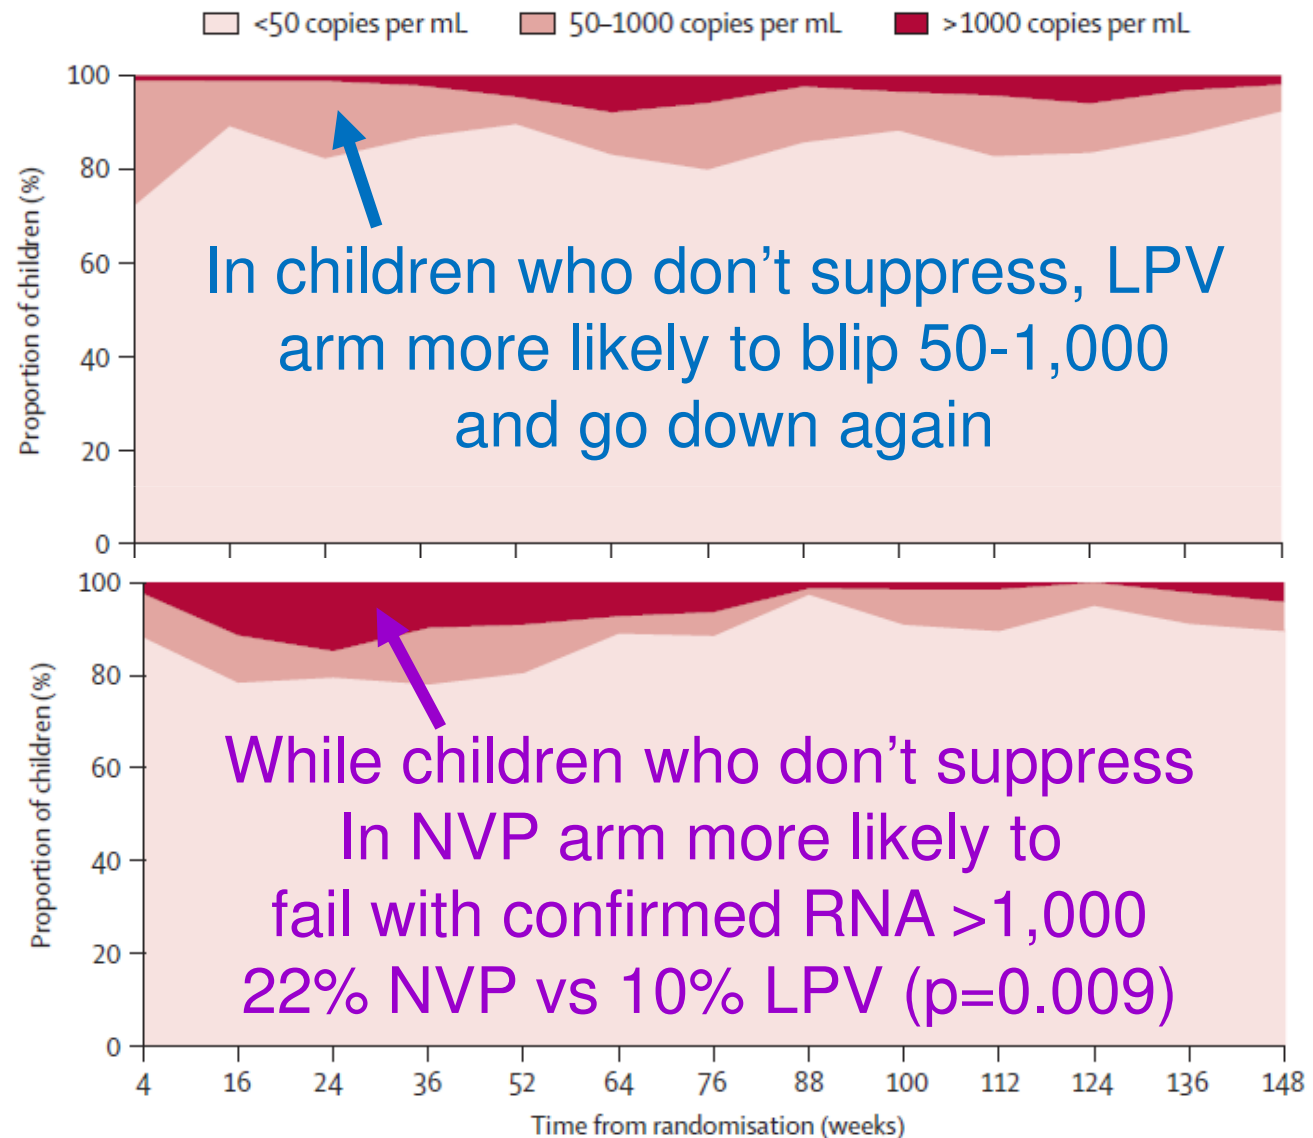 <50 copies per mL 50–1000 copies per mL >1000 copies per mL
Proportion of children (%)
100
80
60
40
20
0
In children who don’t suppress, LPV
arm more likely to blip 50-1,000
and go down again
Proportion of children (%)
100
80
60
40
20
0
While children who don’t suppress
In NVP arm more likely to
fail with confirmed RNA >1,000
22% NVP vs 10% LPV (p=0.009)
4 16 24 36 52 64 76 88 100 112 124 136 148
Time from randomisation (weeks)